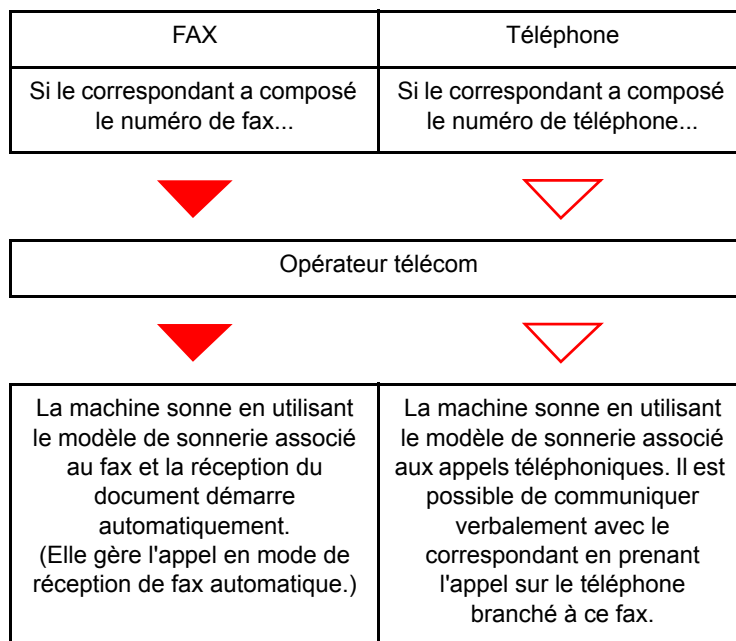 FAX
Téléphone
Si le correspondant a composé
le numéro de fax...
Si le correspondant a composé
le numéro de téléphone...
Opérateur télécom
La machine sonne en utilisant
le modèle de sonnerie associé
au fax et la réception du
document démarre
automatiquement.
(Elle gère l'appel en mode de
réception de fax automatique.)
La machine sonne en utilisant
le modèle de sonnerie associé
aux appels téléphoniques. Il est
possible de communiquer
verbalement avec le
correspondant en prenant
l'appel sur le téléphone
branché à ce fax.